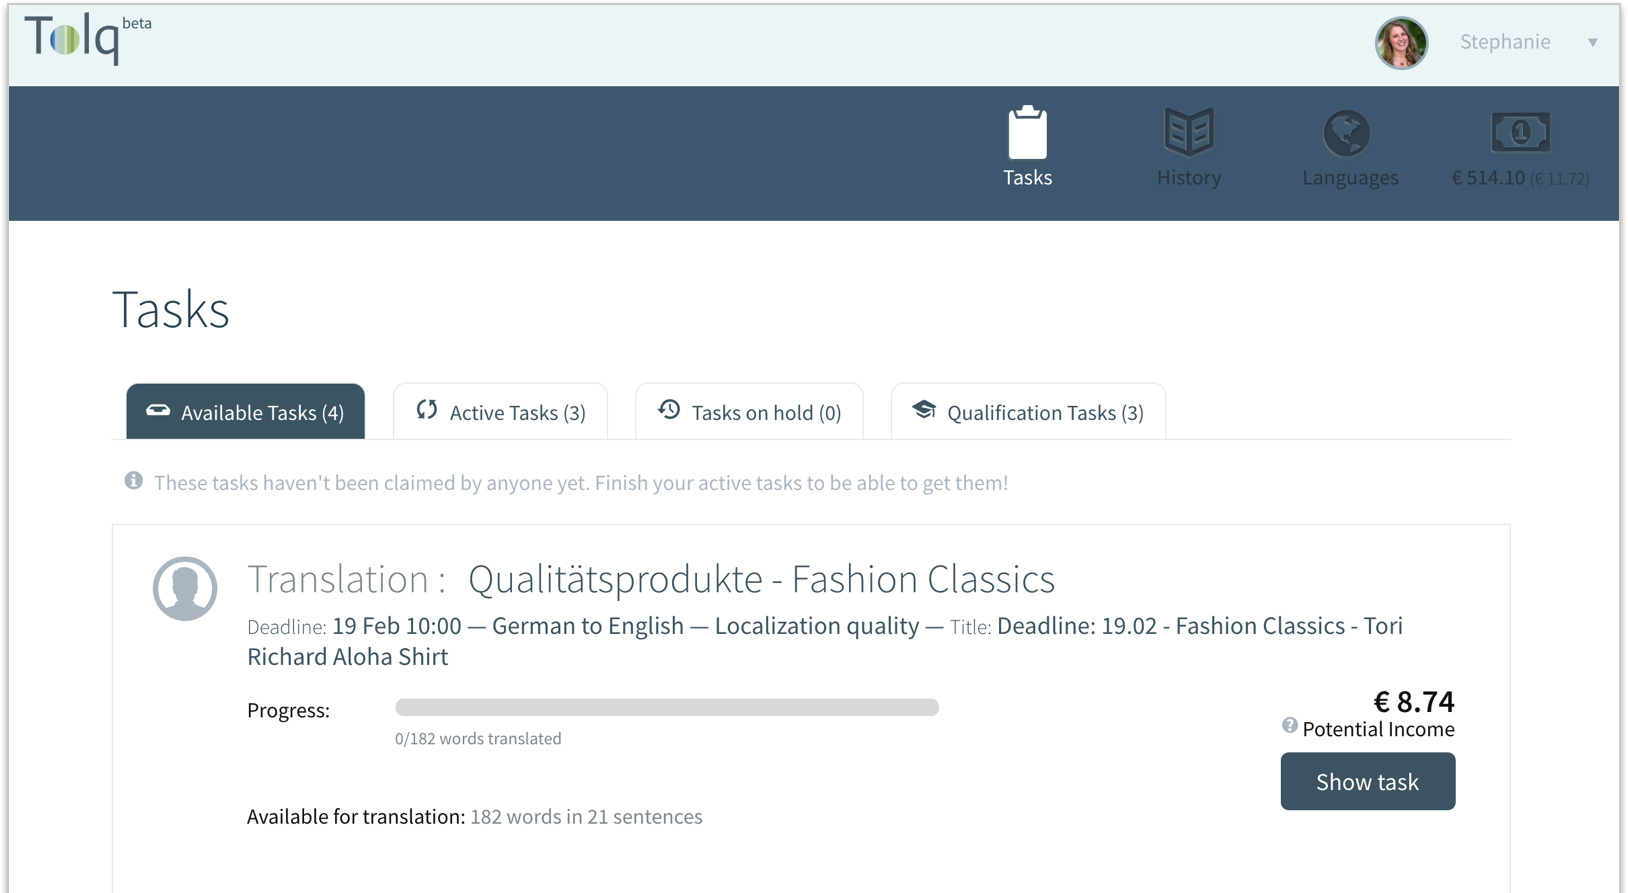 Tolq beta
Stephanie
Tasks
History
Languages
€ 514.10 (€ 11.72)
Tasks
Available Tasks (4)
Active Tasks (3)
Tasks on hold (0)
Qualification Tasks (3)
These tasks haven't been claimed by anyone yet. Finish your active tasks to be able to get them!
Translation : Qualitätsprodukte - Fashion Classics
Deadline: 19 Feb 10:00 — German to English — Localization quality — Title: Deadline: 19.02 - Fashion Classics - Tori
Richard Aloha Shirt
Progress:
0/182 words translated
€ 8.74
Potential Income
Show task
Available for translation: 182 words in 21 sentences